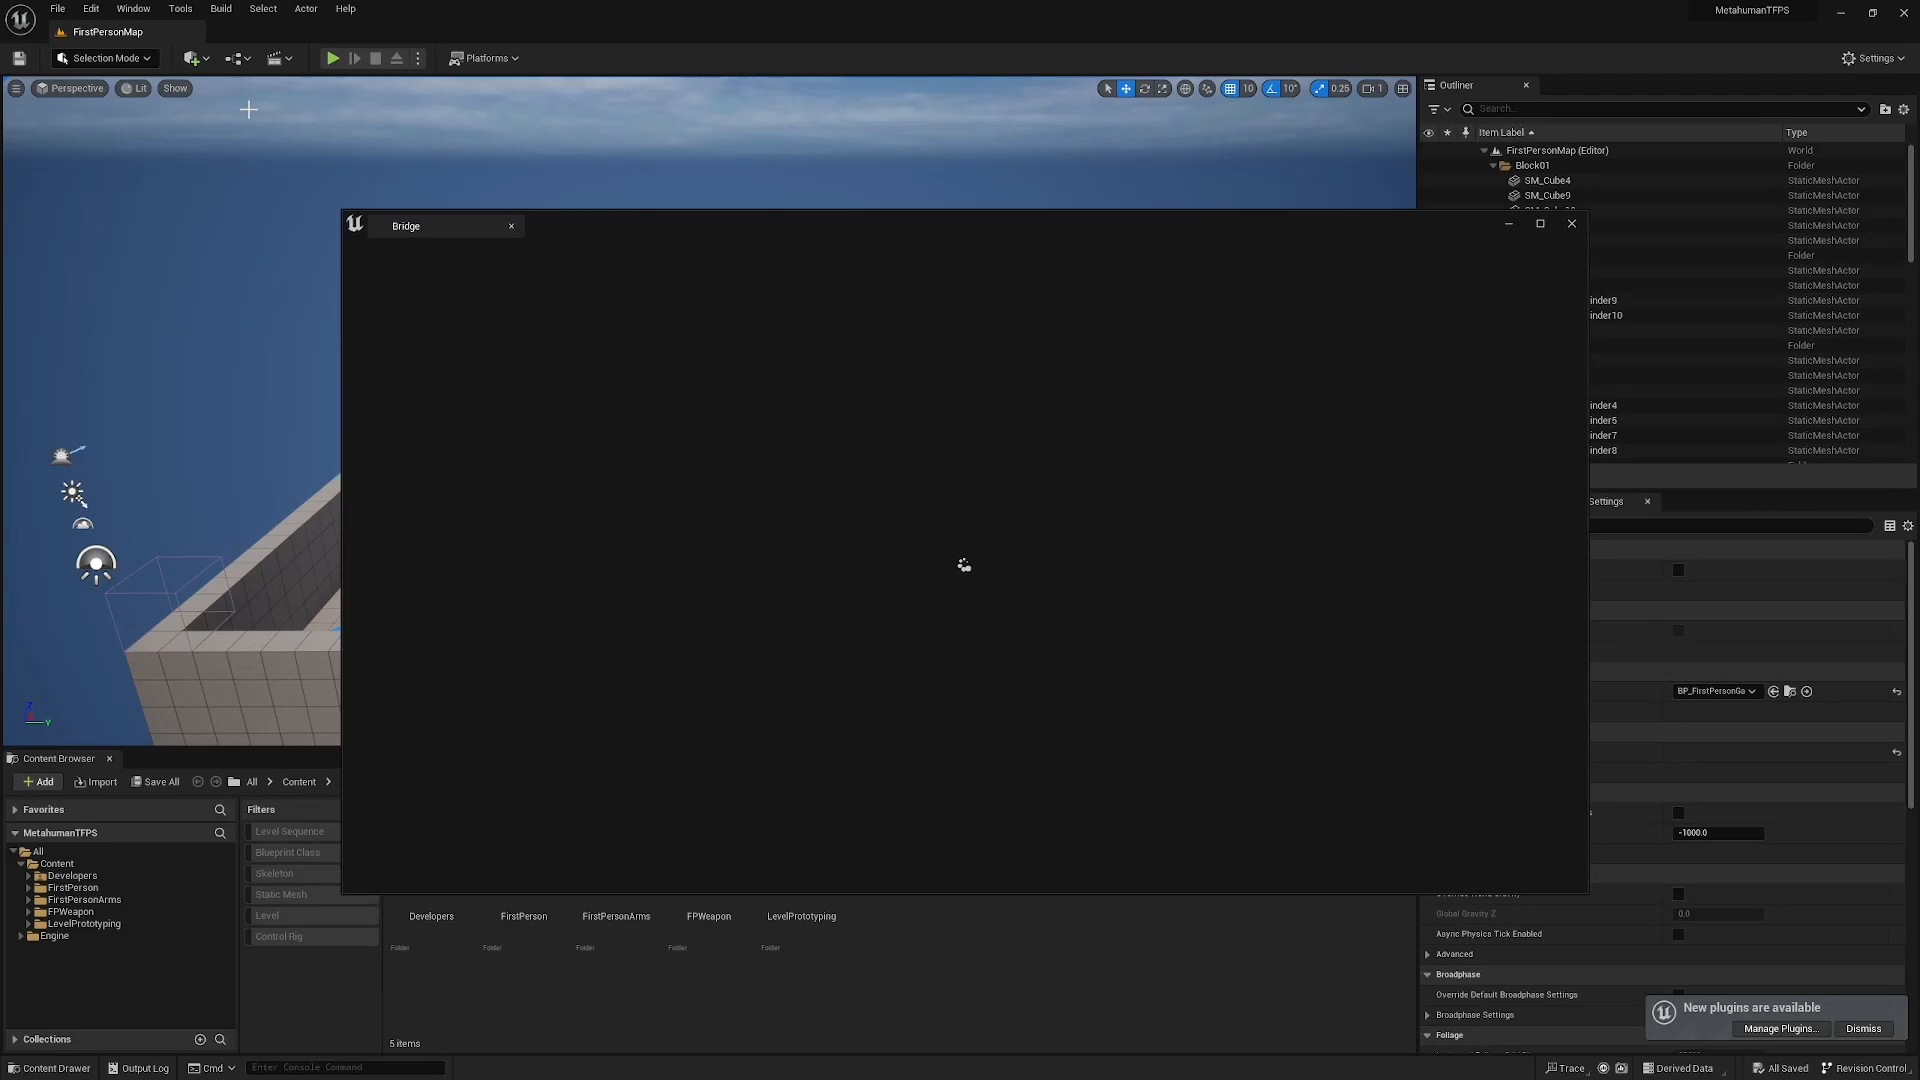 File Edit Window Tools Build Select Actor Help
MetahumanTFPS
FirstPersonMap
Selection Mode
Platforms
Settings
Perspective Lit Show
10 10° 0.25 1
Outliner
Search...
Item Label Type
FirstPersonMap (Editor) World
Block01 Folder
SM_Cube4 StaticMeshActor
SM_Cube9 StaticMeshActor
StaticMeshActor
Bridge
StaticMeshActor
StaticMeshActor
Folder
StaticMeshActor
StaticMeshActor
inder9 StaticMeshActor
inder10 StaticMeshActor
StaticMeshActor
Folder
StaticMeshActor
StaticMeshActor
StaticMeshActor
inder4 StaticMeshActor
inder5 StaticMeshActor
inder7 StaticMeshActor
inder8 StaticMeshActor
Settings
BP_FirstPersonGa
Z
Y
Content Browser
Add Import Save All All Content
Favorites
Filters
MetahumanTFPS
Level Sequence
-1000.0
All
Blueprint Class
Content
Developers
Skeleton
FirstPerson
Static Mesh
FirstPersonArms
FPWeapon
Level
LevelPrototyping
Engine
Control Rig
Developers FirstPerson FirstPersonArms FPWeapon LevelPrototyping
Folder Folder Folder Folder Folder
Global Gravity Z 0.0
Async Physics Tick Enabled
Advanced
Broadphase
Override Default Broadphase Settings
Broadphase Settings
Foliage
New plugins are available
Manage Plugins... Dismiss
Collections
5 items
Content Drawer Output Log Cmd Enter Console Command
Trace Derived Data All Saved Revision Control